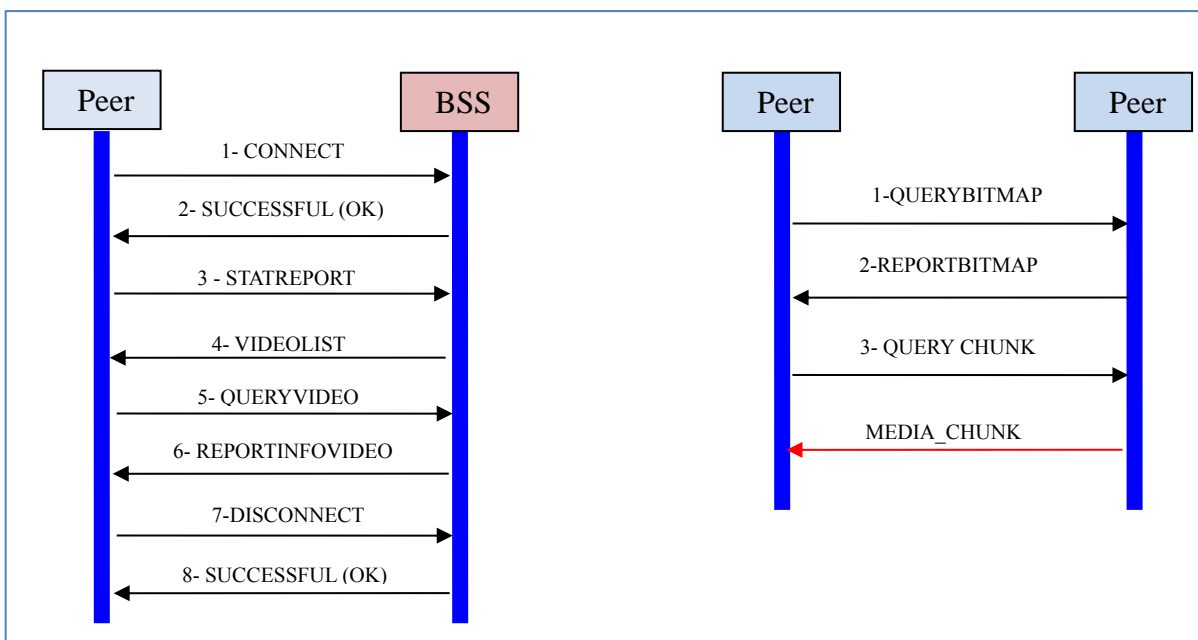 Peer
BSS
1- CONNECT
2- SUCCESSFUL (OK)
3 - STATREPORT
4- VIDEOLIST
5- QUERYVIDEO
6- REPORTINFOVIDEO
7-DISCONNECT
8- SUCCESSFUL (OK)
Peer
Peer
1-QUERYBITMAP
2-REPORTBITMAP
3- QUERY CHUNK
MEDIA_CHUNK